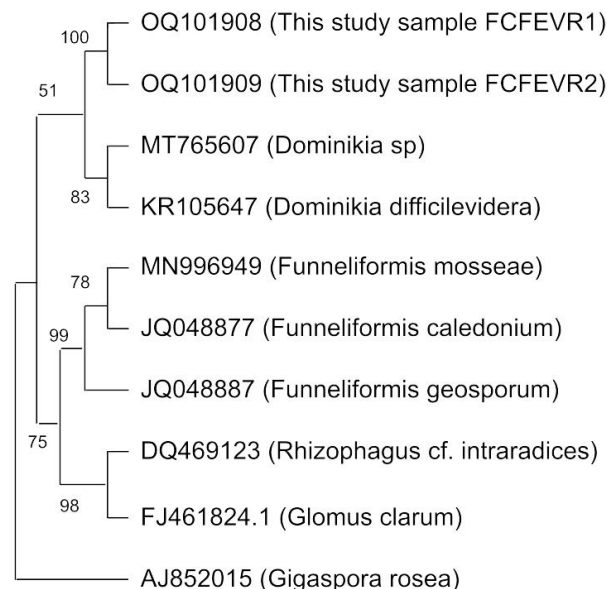 100
OQ101908 (This study sample FCFEVR1)
51
OQ101909 (This study sample FCFEVR2)
MT765607 (Dominikia sp)
83
KR105647 (Dominikia difficilevidera)
MN996949 (Funneliformis mosseae)
78
JQ048877 (Funneliformis caledonium)
99
JQ048887 (Funneliformis geosporum)
75
DQ469123 (Rhizophagus cf. intraradices)
98
FJ461824.1 (Glomus clarum)
AJ852015 (Gigaspora rosea)